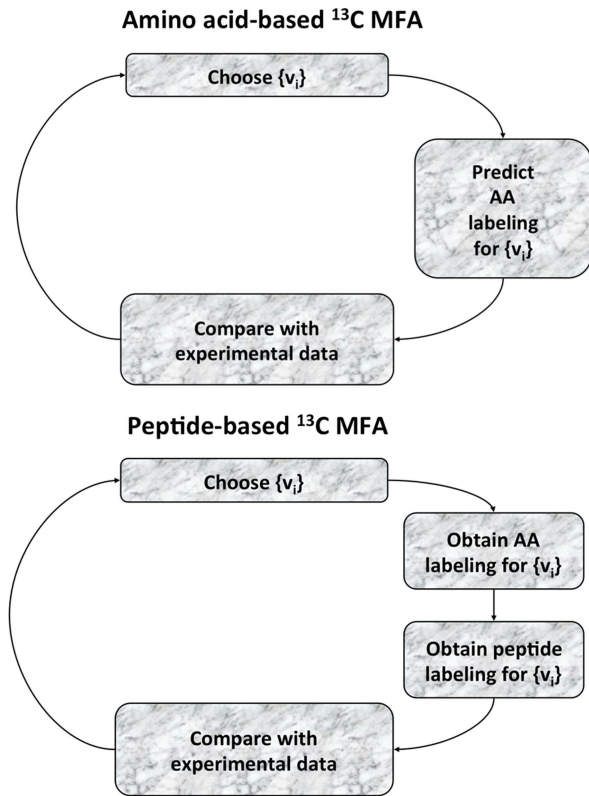 Amino acid-based ¹³C MFA
Choose {vᵢ}
Predict
AA
labeling
for {vᵢ}
Compare with
experimental data
Peptide-based ¹³C MFA
Choose {vᵢ}
Obtain AA
labeling for {vᵢ}
Obtain peptide
labeling for {vᵢ}
Compare with
experimental data